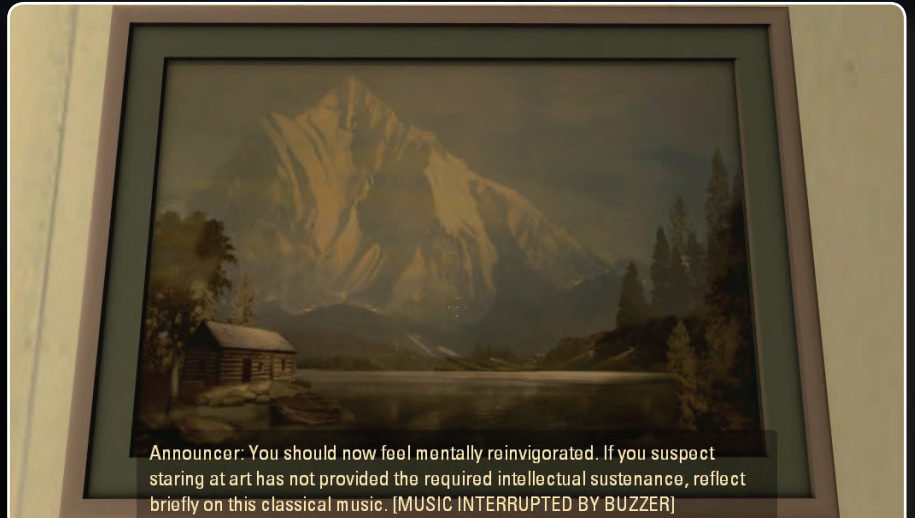 Announcer: You should now feel mentally reinvigorated. If you suspect
staring at art has not provided the required intellectual sustenance, reflect
briefly on this classical music. [MUSIC INTERRUPTED BY BUZZER]